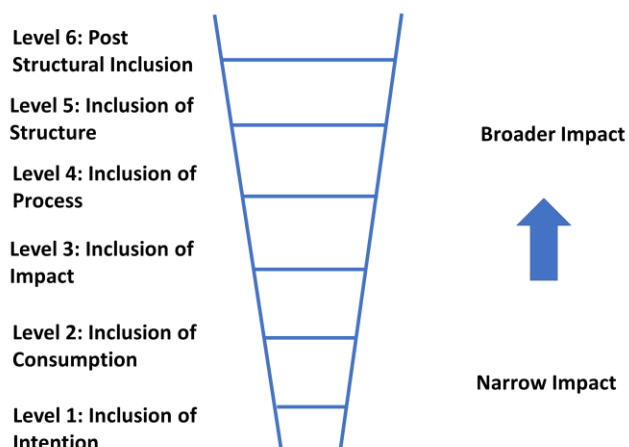 Level 6: Post
Structural Inclusion
Level 5: Inclusion of
Structure
Level 4: Inclusion of
Process
Level 3: Inclusion of
Impact
Level 2: Inclusion of
Consumption
Level 1: Inclusion of
Intention
Broader Impact
Narrow Impact